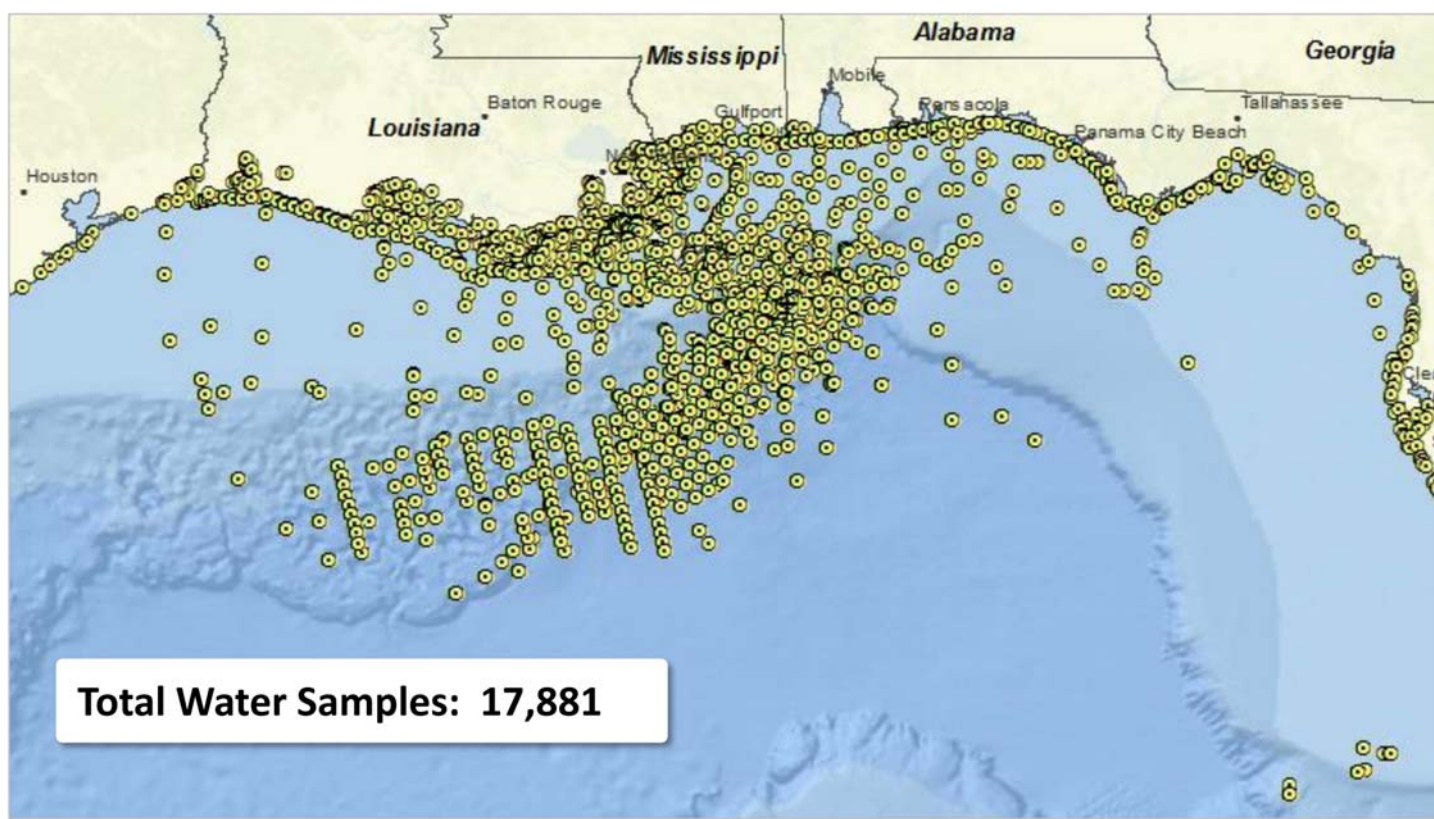 Alabama
Mississippi
Georgia
Mobile
Baton Rouge
Gulfport
Pensacola
Tallahassee
Louisiana
Panama City Beach
Houston
Total Water Samples: 17,881